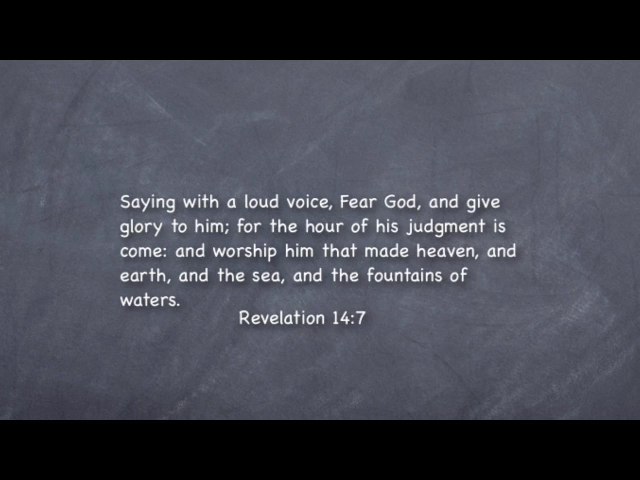 Saying with a loud voice, Fear God, and give
glory to him; for the hour of his judgment is
come: and worship him that made heaven, and
earth, and the sea, and the fountains of
waters.
Revelation 14:7